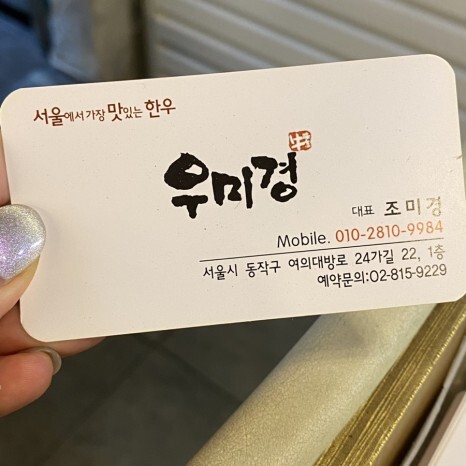 서울에서 가장 맛있는 한우
우미경
대표 조미경
Mobile. 010-2810-9984
서울시 동작구 여의대방로 24가길 22, 1층
예약문의:02-815-9229